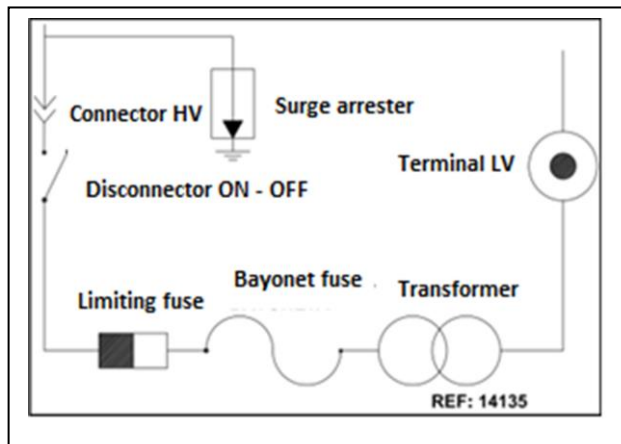 Connector HV
Surge arrester
Disconnector ON - OFF
Terminal LV
Limiting fuse
Bayonet fuse
Transformer
REF: 14135